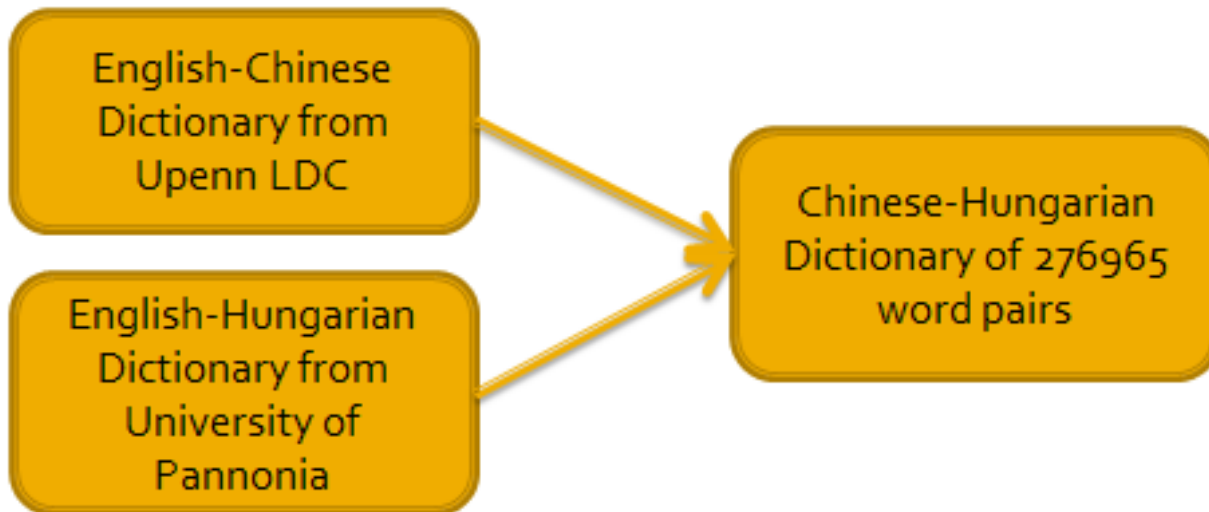 English-Chinese
Dictionary from
Upenn LDC
English-Hungarian
Dictionary from
University of
Pannonia
Chinese-Hungarian
Dictionary of 276965
word pairs